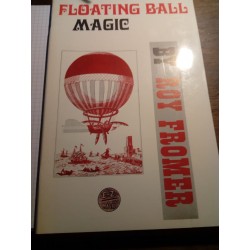 FLOATING BALL
MAGIC
BY ROY FROMER